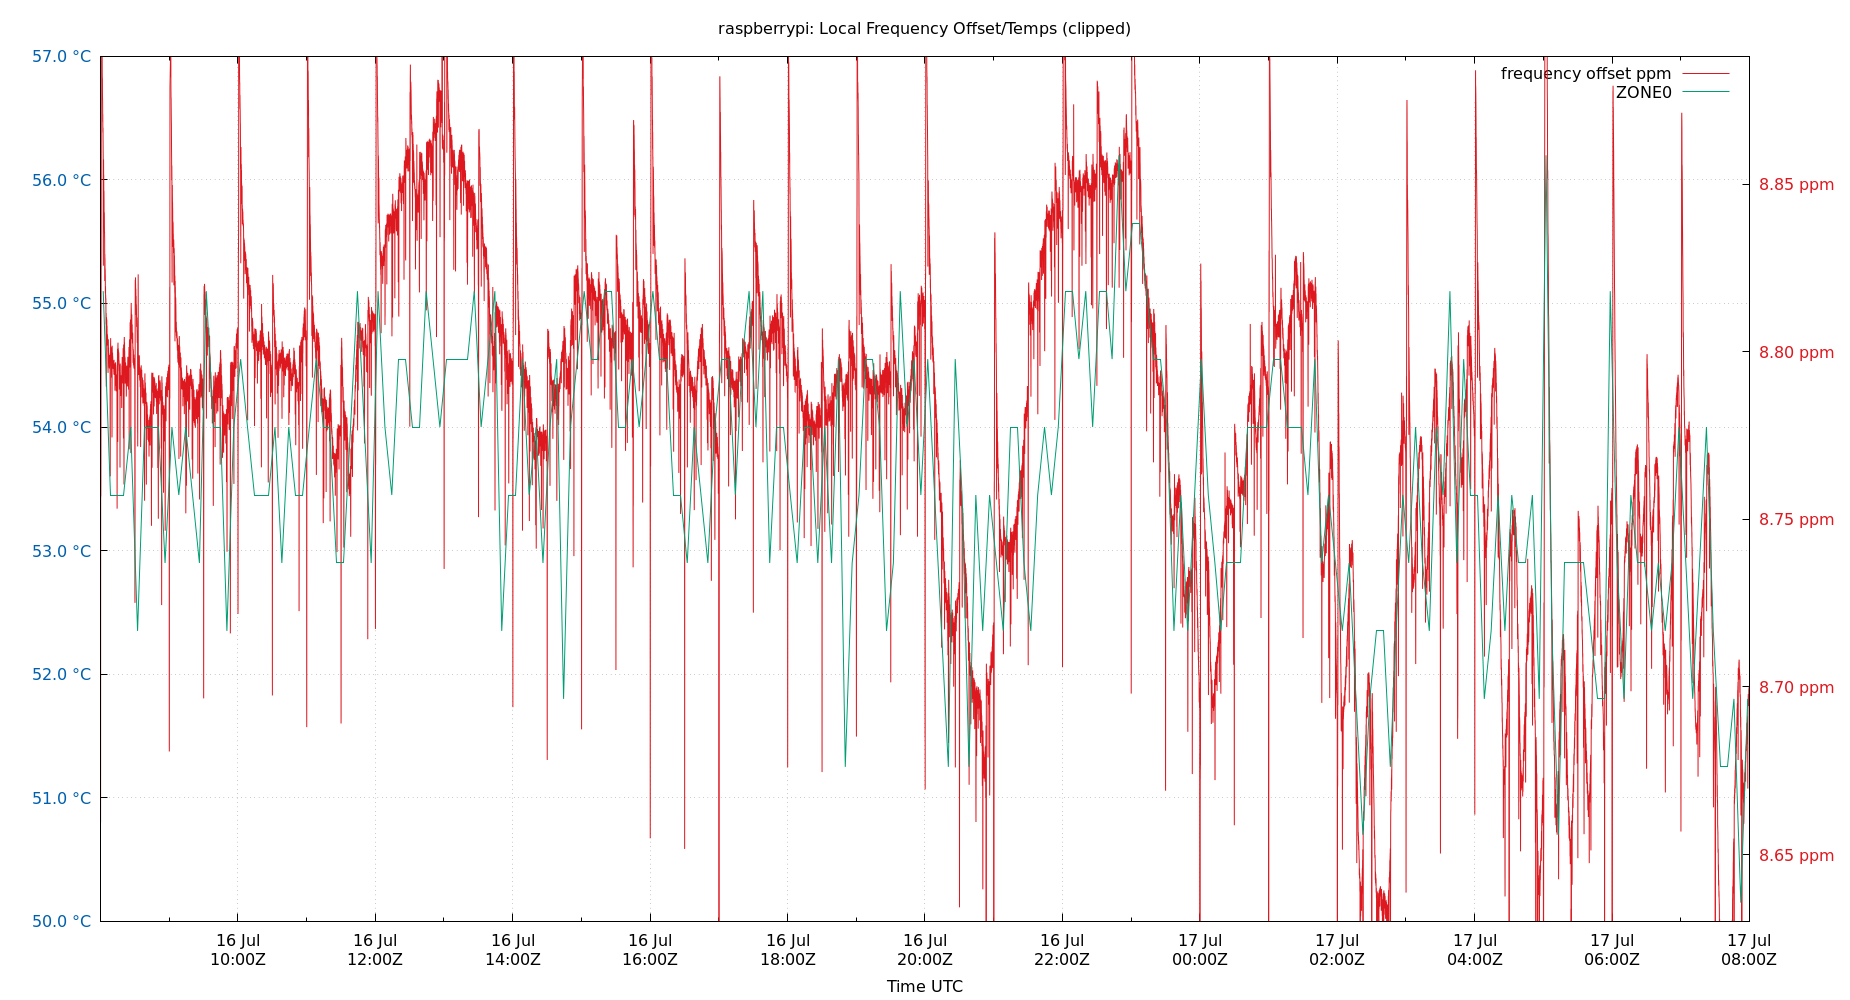 raspberrypi: Local Frequency Offset/Temps (clipped)
57.0 °C
56.0 °C
55.0 °C
54.0 °C
53.0 °C
52.0 °C
51.0 °C
50.0 °C
frequency offset ppm
ZONE0
8.85 ppm
8.80 ppm
8.75 ppm
8.70 ppm
8.65 ppm
16 Jul 16 Jul 16 Jul 16 Jul 16 Jul 16 Jul 16 Jul 17 Jul 17 Jul 17 Jul 17 Jul 17 Jul
10:00Z 12:00Z 14:00Z 16:00Z 18:00Z 20:00Z 22:00Z 00:00Z 02:00Z 04:00Z 06:00Z 08:00Z
Time UTC